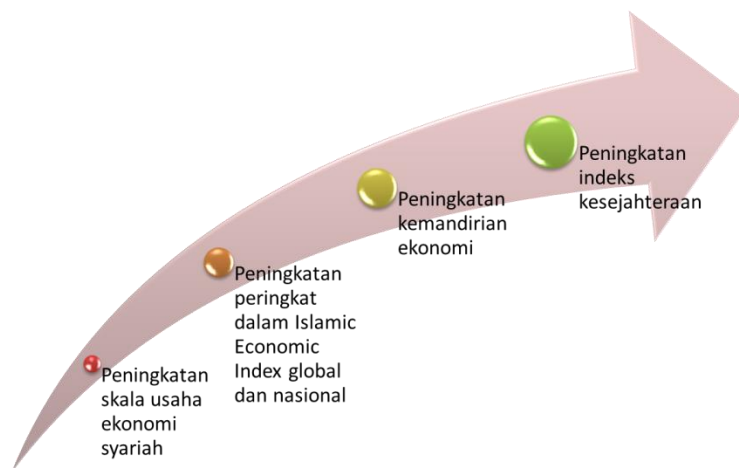 Peningkatan
skala usaha
ekonomi
syariah
Peningkatan
peringkat
dalam Islamic
Economic
Index global
dan nasional
Peningkatan
kemandirian
ekonomi
Peningkatan
indeks
kesejahteraan